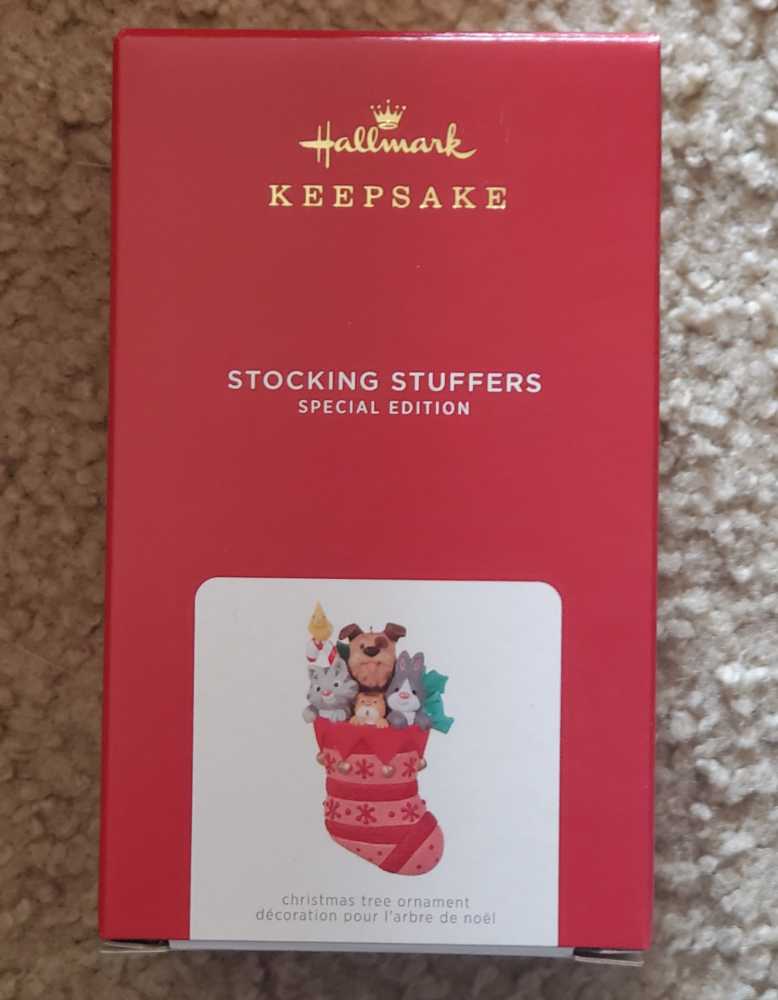 Hallmark
KEEPSAKE
STOCKING STUFFERS
SPECIAL EDITION
christmas tree ornament
décoration pour l'arbre de noël